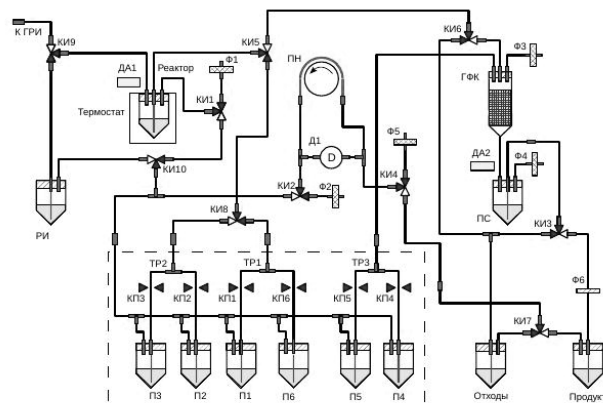 К ГРИ
КИ9
ДА1
Реактор
Термостат
Ф1
КИ1
КИ5
ПН
Д1
D
КИ6
Ф3
ГФК
Ф5
КИ4
ДА2
Ф4
КИ10
КИ2
Ф2
РИ
КИ8
ПС
КИ3
ТР2
ТР1
ТР3
КП3
КП2
КП1
КП6
КП5
КП4
Ф6
КИ7
П3
П2
П1
П6
П5
П4
Отходы
Продукт